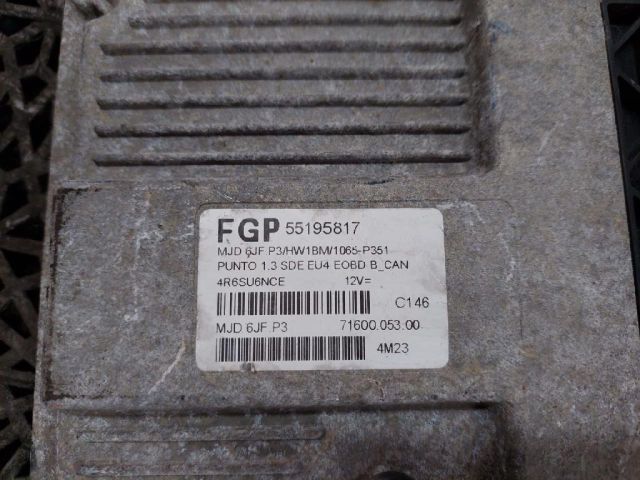 FGP 55195817
MJD 6JF.P3/HW1BM/1065-P351
PUNTO 1.3 SDE EU4 EOBD B_CAN
4R6SU6NCE 12V=
C146
MJD 6JF.P3 71600.053.00
4M23